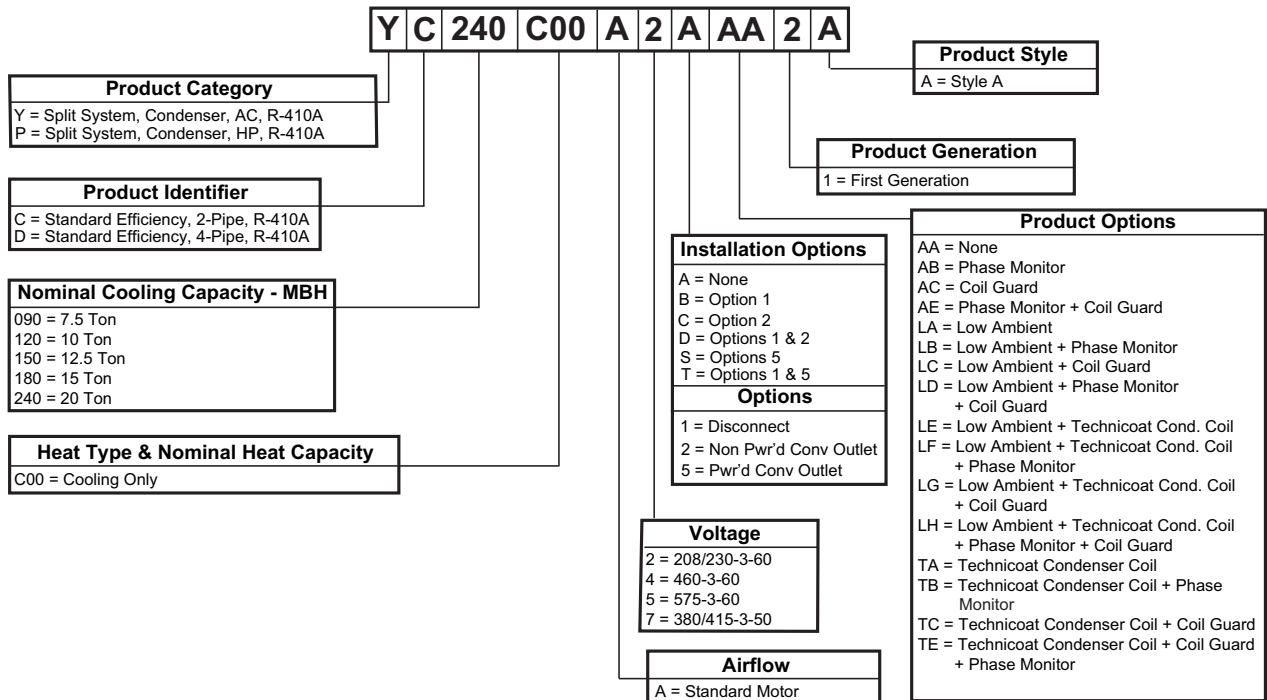 Y C 240 C00 A 2 A AA 2 A
Product Category
Y = Split System, Condenser, AC, R-410A
P = Split System, Condenser, HP, R-410A
Product Identifier
C = Standard Efficiency, 2-Pipe, R-410A
D = Standard Efficiency, 4-Pipe, R-410A
Nominal Cooling Capacity - MBH
090 = 7.5 Ton
120 = 10 Ton
150 = 12.5 Ton
180 = 15 Ton
240 = 20 Ton
Heat Type & Nominal Heat Capacity
C00 = Cooling Only
Airflow
A = Standard Motor
Voltage
2 = 208/230-3-60
4 = 460-3-60
5 = 575-3-60
7 = 380/415-3-50
Installation Options
A = None
B = Option 1
C = Option 2
D = Options 1 & 2
S = Options 5
T = Options 1 & 5
Options
1 = Disconnect
2 = Non Pwr'd Conv Outlet
5 = Pwr'd Conv Outlet
Product Options
AA = None
AB = Phase Monitor
AC = Coil Guard
AE = Phase Monitor + Coil Guard
LA = Low Ambient
LB = Low Ambient + Phase Monitor
LC = Low Ambient + Coil Guard
LD = Low Ambient + Phase Monitor
+ Coil Guard
LE = Low Ambient + Technicoat Cond. Coil
LF = Low Ambient + Technicoat Cond. Coil
+ Phase Monitor
LG = Low Ambient + Technicoat Cond. Coil
+ Coil Guard
LH = Low Ambient + Technicoat Cond. Coil
+ Phase Monitor + Coil Guard
TA = Technicoat Condenser Coil
TB = Technicoat Condenser Coil + Phase
Monitor
TC = Technicoat Condenser Coil + Coil Guard
TE = Technicoat Condenser Coil + Coil Guard
+ Phase Monitor
Product Generation
1 = First Generation
Product Style
A = Style A